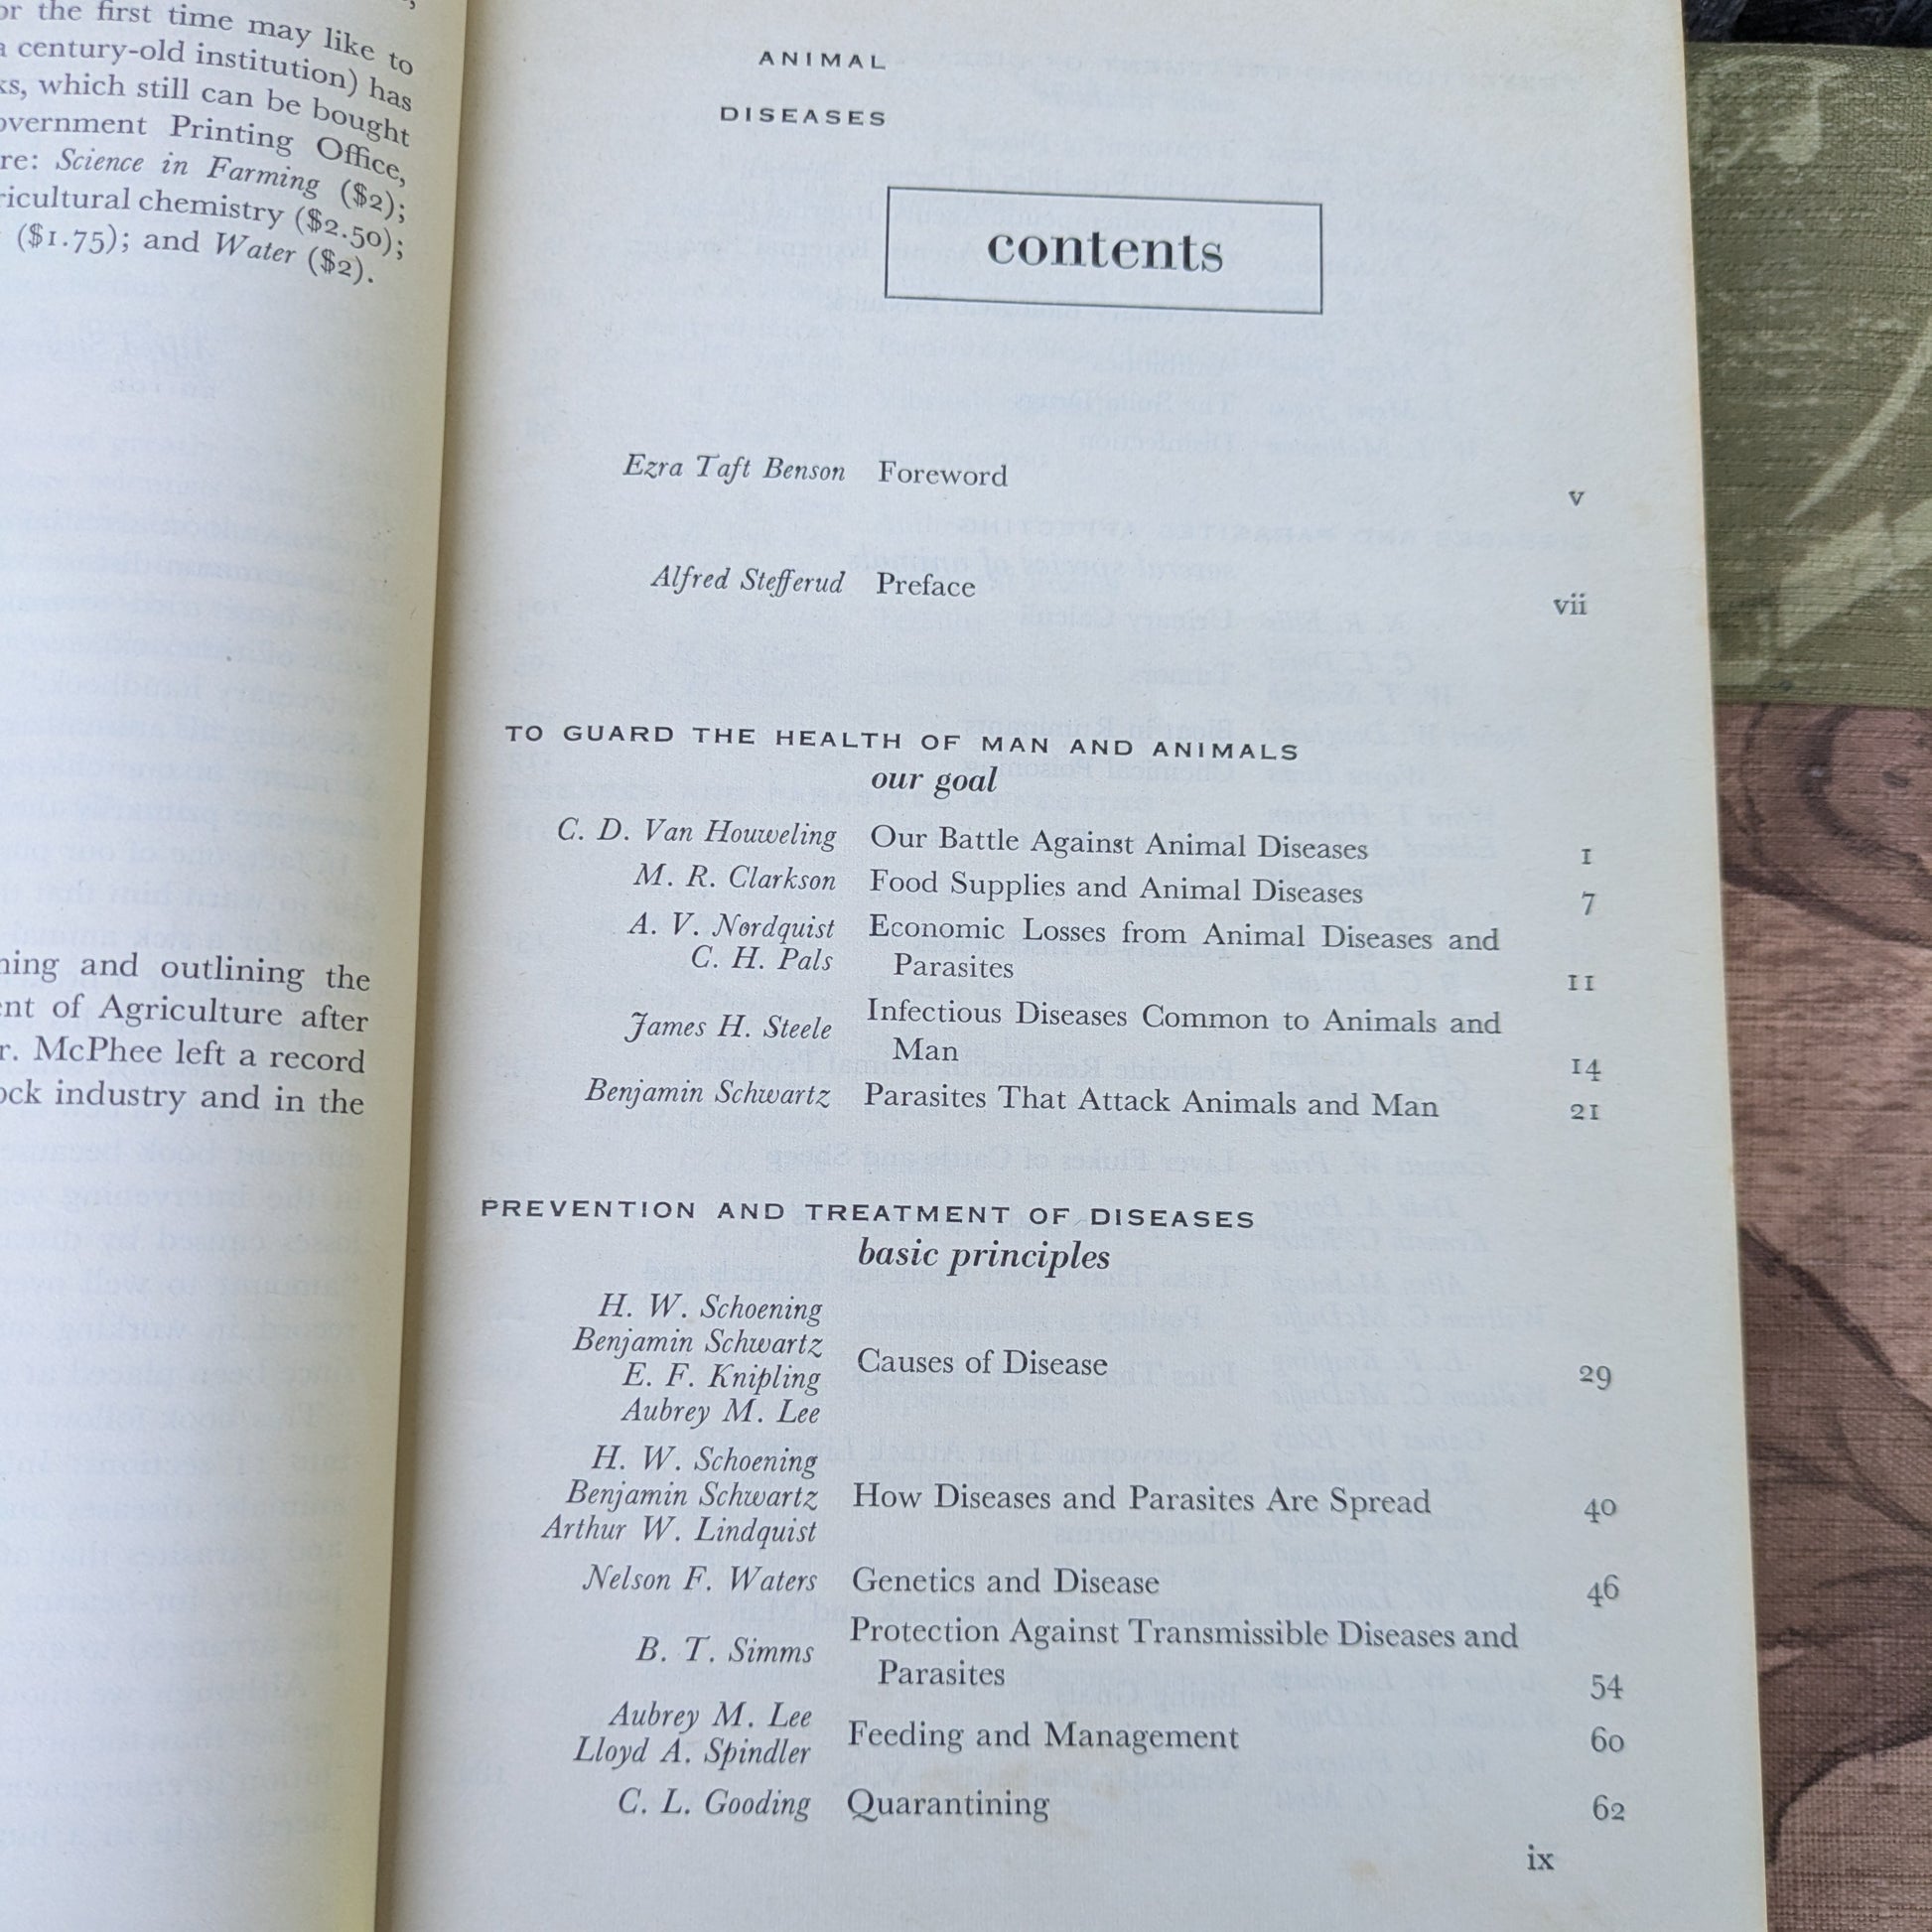 or the first time may like to
a century-old institution) has
which still can be bought
Printing Office,
Science in Farming ($2);
chemistry ($2.50);
($1.75); and Water ($2).
and outlining the
of Agriculture after
McPhee left a record
industry and in the
ANIMAL
DISEASES
contents
Ezra Taft Benson Foreword v
Alfred Stefferud Preface vii
TO GUARD THE HEALTH OF MAN AND ANIMALS
our goal
C. D. Van Houweling Our Battle Against Animal Diseases 1
M. R. Clarkson Food Supplies and Animal Diseases 7
A. V. Nordquist Economic Losses from Animal Diseases and
C. H. Pals Parasites 11
James H. Steele Infectious Diseases Common to Animals and
Man 14
Benjamin Schwartz Parasites That Attack Animals and Man 21
PREVENTION AND TREATMENT OF DISEASES
basic principles
H. W. Schoening
Benjamin Schwartz
E. F. Knipling
Aubrey M. Lee
Causes of Disease 29
H. W. Schoening
Benjamin Schwartz
Arthur W. Lindquist
How Diseases and Parasites Are Spread 40
Nelson F. Waters Genetics and Disease 46
B. T. Simms Protection Against Transmissible Diseases and
Parasites 54
Aubrey M. Lee
Lloyd A. Spindler
Feeding and Management 60
C. L. Gooding Quarantining 62
ix